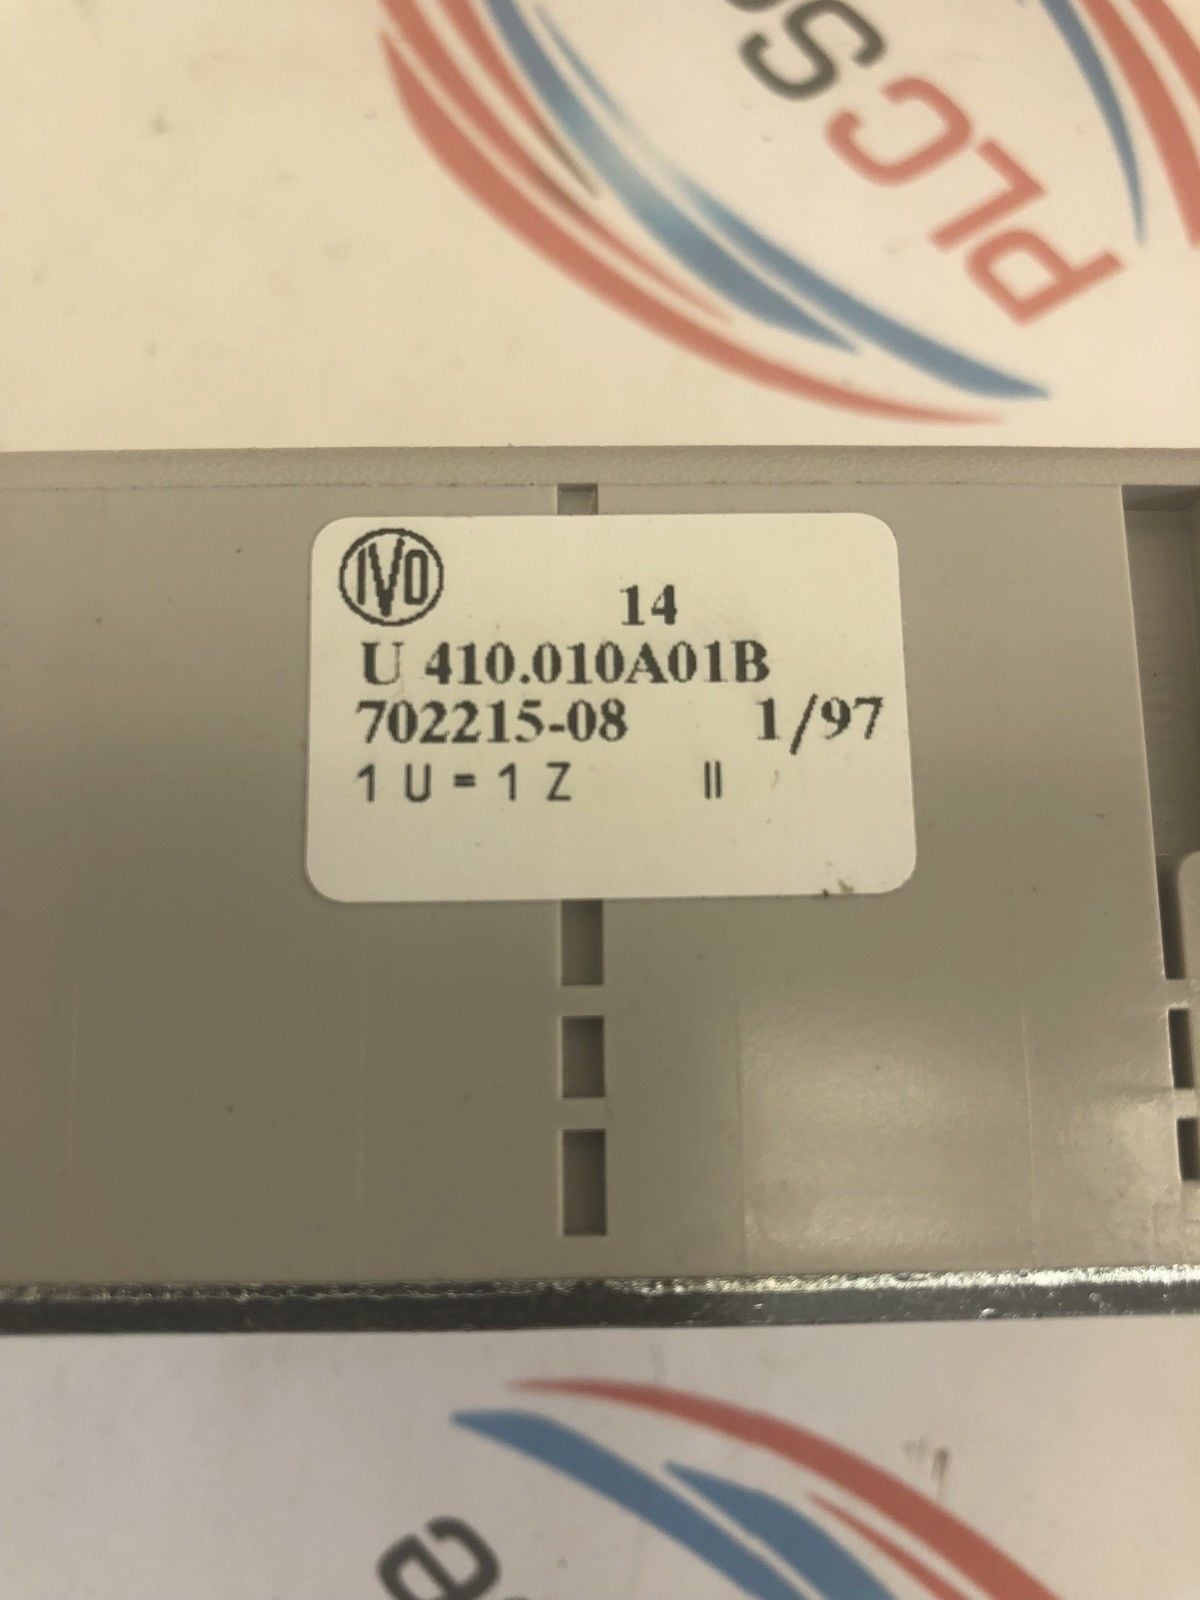 PLC
IVO
14
U 410.010A01B
702215-08 1/97
1 U = 1 Z II